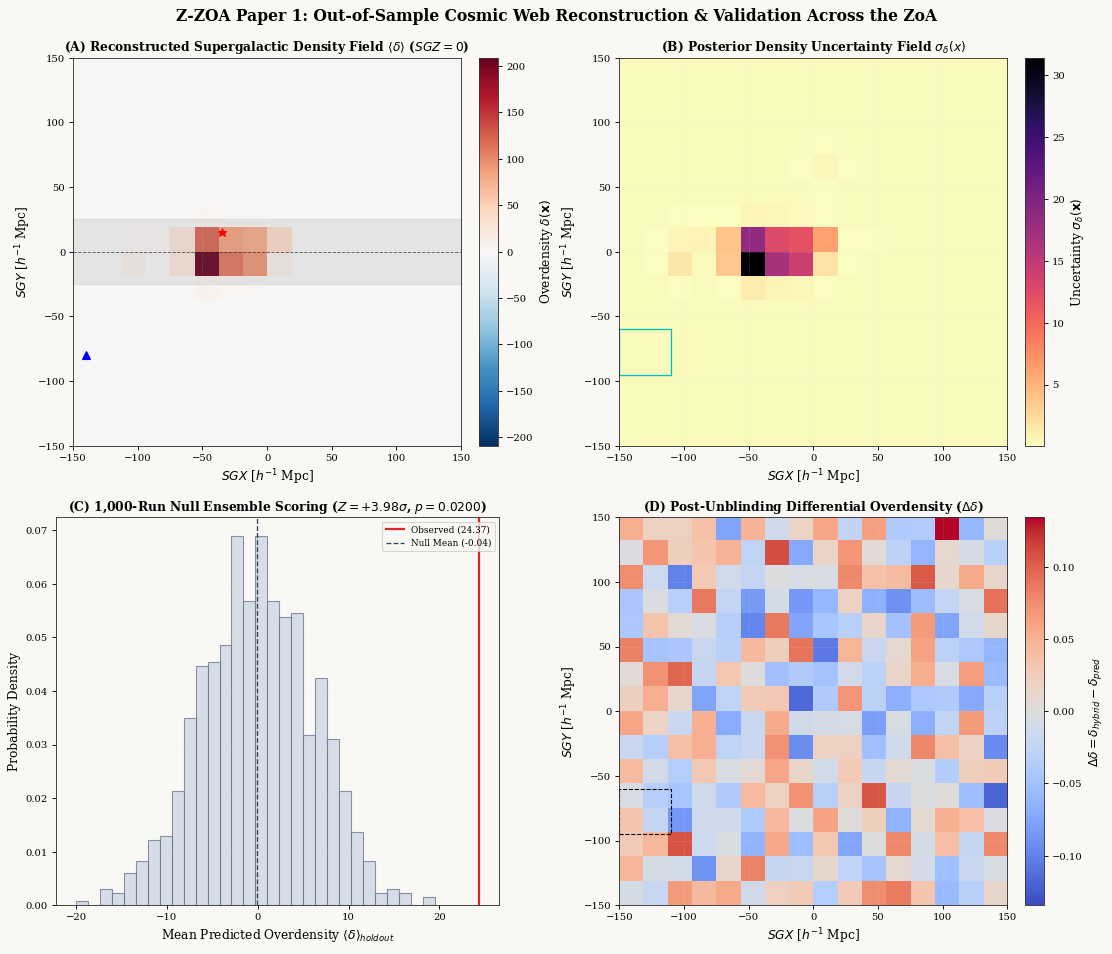 Z-ZOA Paper 1: Out-of-Sample Cosmic Web Reconstruction & Validation Across the ZoA
(A) Reconstructed Supergalactic Density Field ⟨δ⟩ (SGZ = 0)
150
100
50
0
−50
−100
−150
SGY [h⁻¹ Mpc]
−150 −100 −50 0 50 100 150
SGX [h⁻¹ Mpc]
200
150
100
50
0
−50
−100
−150
−200
Overdensity δ(x)
(B) Posterior Density Uncertainty Field σ_δ(x)
150
100
50
0
−50
−100
−150
SGY [h⁻¹ Mpc]
−150 −100 −50 0 50 100 150
SGX [h⁻¹ Mpc]
30
25
20
15
10
5
Uncertainty σ_δ(x)
(C) 1,000-Run Null Ensemble Scoring (Z = +3.98σ, p = 0.0200)
Observed (24.37)
Null Mean (-0.04)
0.07
0.06
0.05
0.04
0.03
0.02
0.01
0.00
Probability Density
−20 −10 0 10 20
Mean Predicted Overdensity ⟨δ⟩_holdout
(D) Post-Unblinding Differential Overdensity (Δδ)
150
100
50
0
−50
−100
−150
SGY [h⁻¹ Mpc]
−150 −100 −50 0 50 100 150
SGX [h⁻¹ Mpc]
0.10
0.05
0.00
−0.05
−0.10
Δδ = δ_hybrid − δ_pred